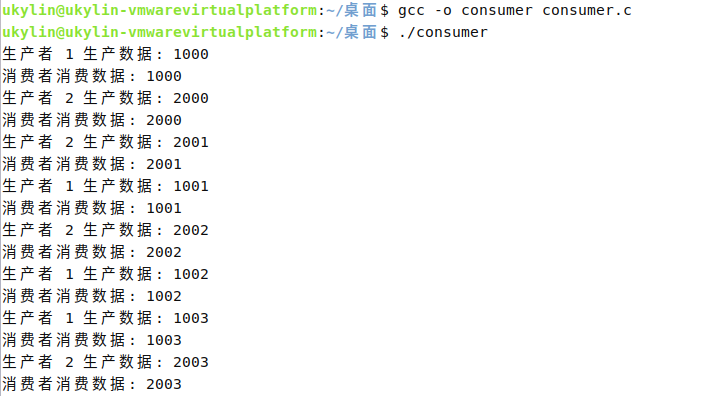 ukylin@ukylin-vmwarevirtualplatform:~/桌面$ gcc -o consumer consumer.c
ukylin@ukylin-vmwarevirtualplatform:~/桌面$ ./consumer
生产者 1 生产数据: 1000
消费者消费数据: 1000
生产者 2 生产数据: 2000
消费者消费数据: 2000
生产者 2 生产数据: 2001
消费者消费数据: 2001
生产者 1 生产数据: 1001
消费者消费数据: 1001
生产者 2 生产数据: 2002
消费者消费数据: 2002
生产者 1 生产数据: 1002
消费者消费数据: 1002
生产者 1 生产数据: 1003
消费者消费数据: 1003
生产者 2 生产数据: 2003
消费者消费数据: 2003